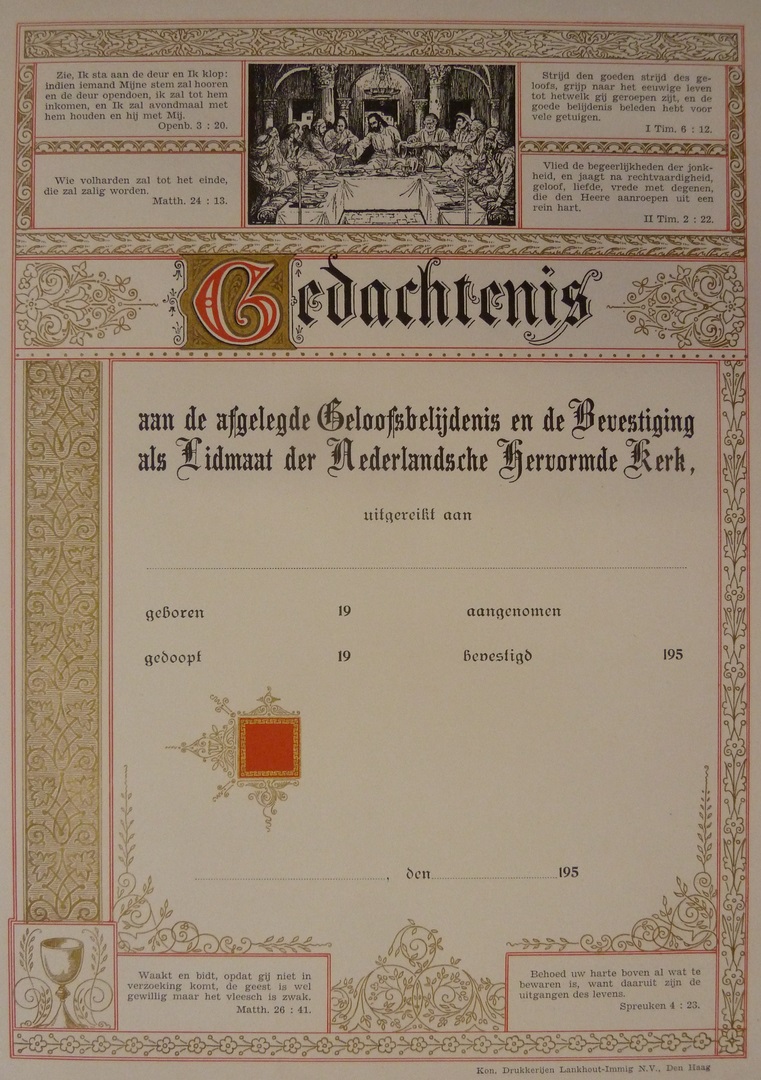 Zie, Ik sta aan de deur en Ik klop:
indien iemand Mijne stem zal hooren
en de deur opendoen, ik zal tot hem
inkomen, en Ik zal avondmaal met
hem houden en hij met Mij.
Openb. 3 : 20.
Wie volharden zal tot het einde,
die zal zalig worden.
Matth. 24 : 13.
Strijd den goeden strijd des ge-
loofs, grijp naar het eeuwige leven
tot hetwelk gij geroepen zijt, en de
goede belijdenis beleden hebt voor
vele getuigen.
I Tim. 6 : 12.
Vlied de begeerlijkheden der jonk-
heid, en jaagt na rechtvaardigheid,
geloof, liefde, vrede met degenen,
die den Heere aanroepen uit een
rein hart.
II Tim. 2 : 22.
Gedachtenis
aan de afgelegde Geloofsbelijdenis en de Bevestiging
als Lidmaat der Nederlandsche Hervormde Kerk,
uitgereikt aan
geboren 19 aangenomen
gedoopt 19 bevestigd 195
, den 195
Waakt en bidt, opdat gij niet in
verzoeking komt, de geest is wel
gewillig maar het vleesch is zwak.
Matth. 26 : 41.
Behoed uw harte boven al wat te
bewaren is, want daaruit zijn de
uitgangen des levens.
Spreuken 4 : 23.
Kon. Drukkerijen Lankhout-Immig N.V., Den Haag